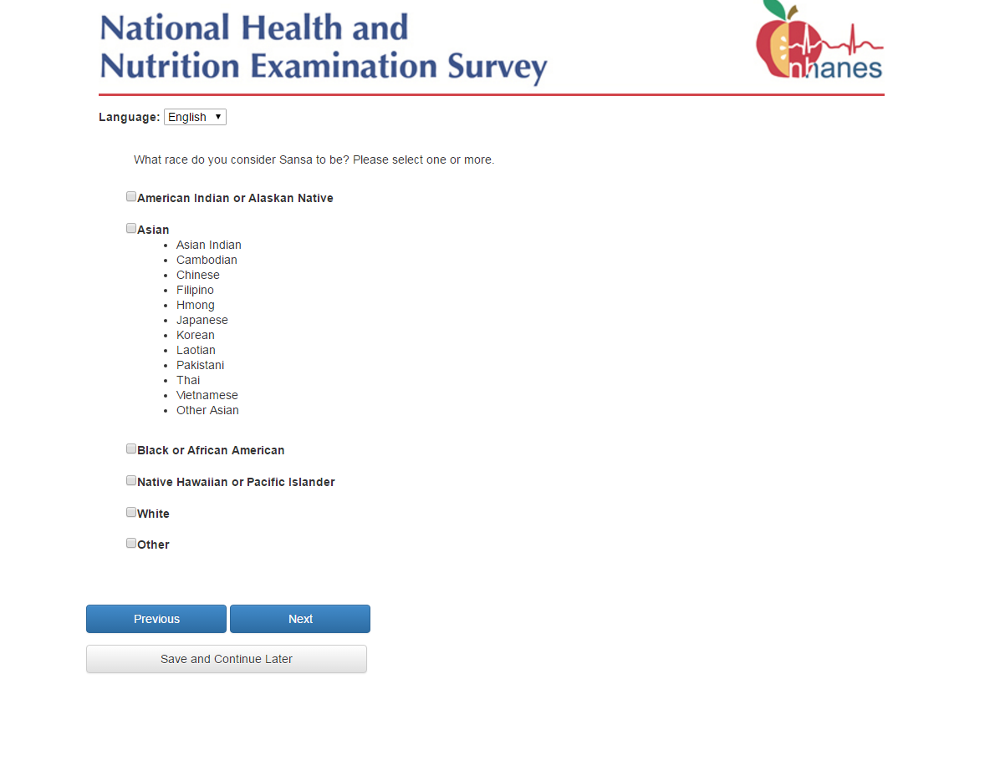 National Health and
Nutrition Examination Survey
nhanes
Language: English
What race do you consider Sansa to be? Please select one or more.
American Indian or Alaskan Native
Asian
Asian Indian
Cambodian
Chinese
Filipino
Hmong
Japanese
Korean
Laotian
Pakistani
Thai
Vietnamese
Other Asian
Black or African American
Native Hawaiian or Pacific Islander
White
Other
Previous Next
Save and Continue Later